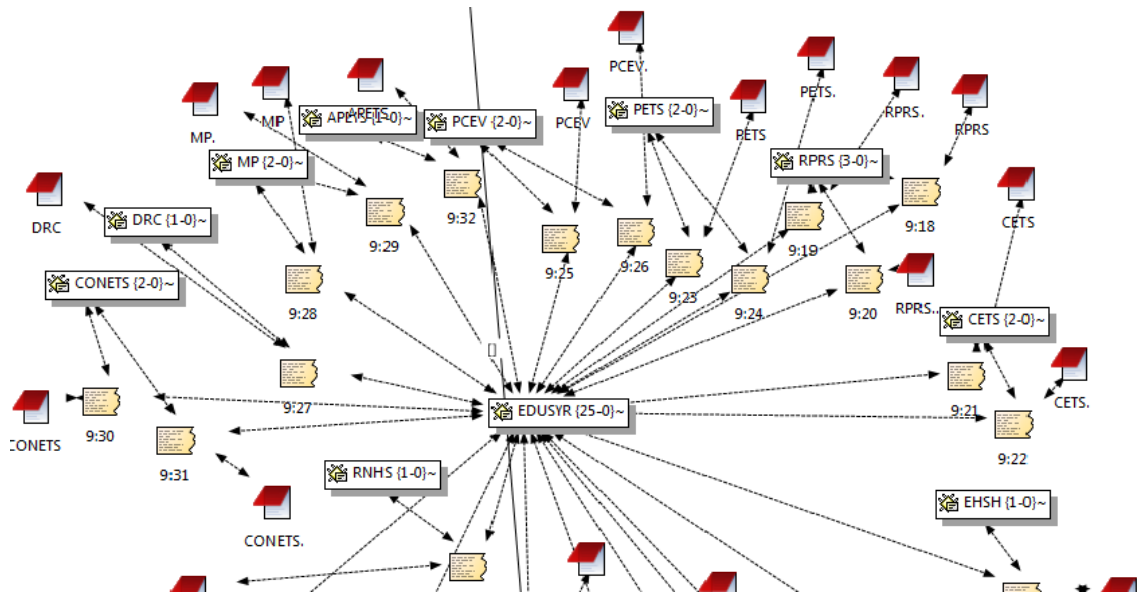 PCEV.
PETS.
RPRS.
RPRS
MP.
MP
APETS {1-0}~
APETS
PCEV {2-0}~
PCEV
PETS {2-0}~
PETS
MP {2-0}~
RPRS {3-0}~
DRC
DRC {1-0}~
9:32
9:29
9:25
9:26
9:23
9:19
9:18
CETS
CONETS {2-0}~
9:28
9:24
9:20
RPRS..
CETS {2-0}~
9:27
9:21
CETS.
EDUSYR {25-0}~
CONETS
9:30
9:31
9:22
RNHS {1-0}~
EHSH {1-0}~
CONETS.